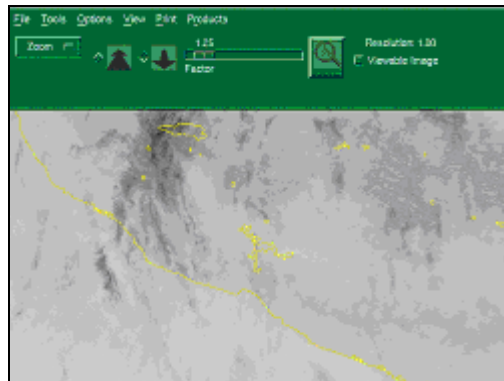 File Tools Options View Print Products
Zoom
1.25
Factor
Resolution: 1.00
Viewable Image